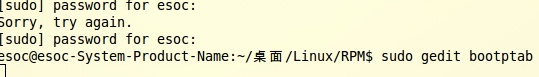 [sudo] password for esoc:
Sorry, try again.
[sudo] password for esoc:
esoc@esoc-System-Product-Name:~/桌面/Linux/RPM$ sudo gedit bootptab